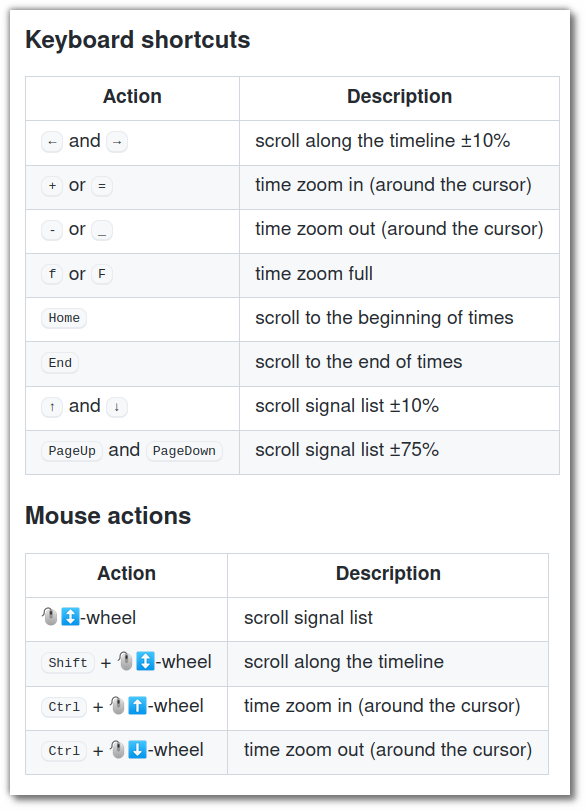 Keyboard shortcuts
Action Description
← and → scroll along the timeline ±10%
+ or = time zoom in (around the cursor)
- or _ time zoom out (around the cursor)
f or F time zoom full
Home scroll to the beginning of times
End scroll to the end of times
↑ and ↓ scroll signal list ±10%
PageUp and PageDown scroll signal list ±75%
Mouse actions
Action Description
🖱️↕️-wheel scroll signal list
Shift + 🖱️↕️-wheel scroll along the timeline
Ctrl + 🖱️⬆️-wheel time zoom in (around the cursor)
Ctrl + 🖱️⬇️-wheel time zoom out (around the cursor)